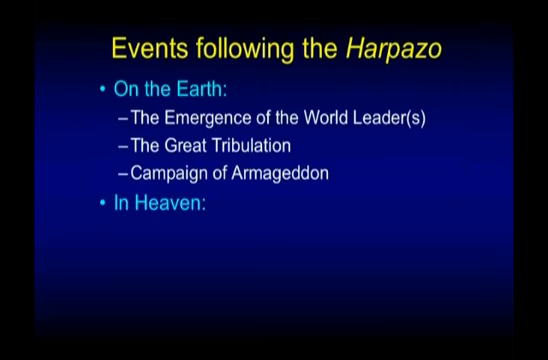 Events following the Harpazo
• On the Earth:
–The Emergence of the World Leader(s)
–The Great Tribulation
–Campaign of Armageddon
• In Heaven: